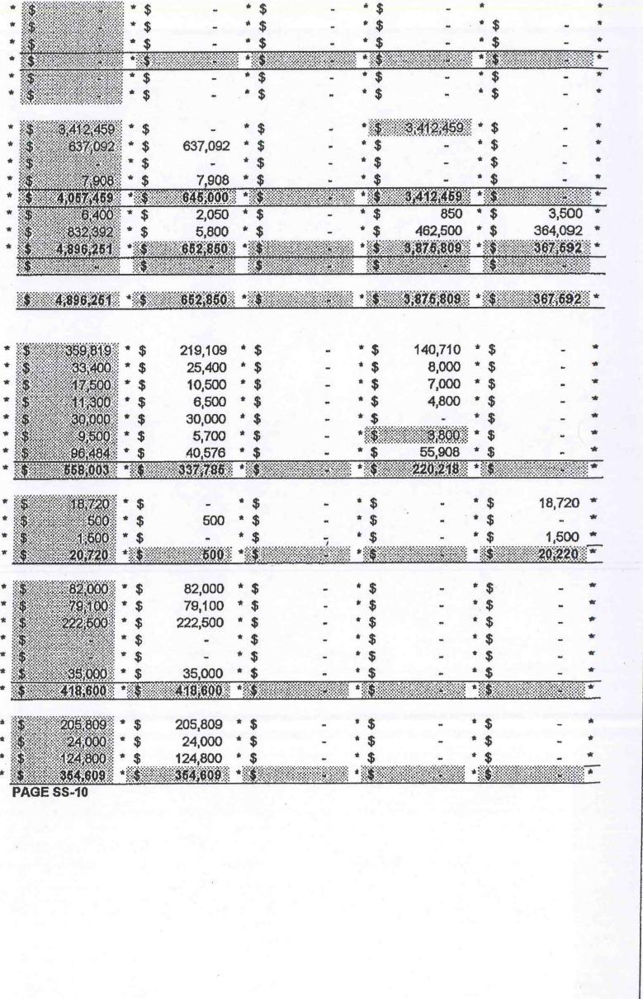 * $ - * $ - * $ - * $ - * *
* $ - * $ - * $ - * $ - * $ - *
* $ - * $ - * $ - * $ - * $ - *
* $ - * $ - * $ - * $ - * $ - *
* $ - * $ - * $ - * $ - * $ - *
* $ - * $ - * $ - * $ - * $ - *
* $ 3,412,459 * $ - * $ - * $ 3,412,459 * $ - *
* $ 637,092 * $ 637,092 * $ - * $ - * $ - *
* $ - * $ - * $ - * $ - * $ - *
* $ 7,908 * $ 7,908 * $ - * $ - * $ - *
* $ 4,057,459 * $ 645,000 * $ - * $ 3,412,459 * $ - *
* $ 6,400 * $ 2,050 * $ - * $ 850 * $ 3,500 *
* $ 832,392 * $ 5,800 * $ - * $ 462,500 * $ 364,092 *
* $ 4,896,251 * $ 652,850 * $ - * $ 3,875,809 * $ 367,592 *
$ - * $ - * $ - * $ - * $ -
$ 4,896,251 * $ 652,850 * $ - * $ 3,875,809 * $ 367,592 *
* $ 359,819 * $ 219,109 * $ - * $ 140,710 * $ - *
* $ 33,400 * $ 25,400 * $ - * $ 8,000 * $ - *
* $ 17,500 * $ 10,500 * $ - * $ 7,000 * $ - *
* $ 11,300 * $ 6,500 * $ - * $ 4,800 * $ - *
* $ 30,000 * $ 30,000 * $ - * $ - * $ - *
* $ 9,500 * $ 5,700 * $ - * $ 3,800 * $ - *
* $ 96,484 * $ 40,576 * $ - * $ 55,908 * $ - *
* $ 558,003 * $ 337,785 * $ - * $ 220,218 * $ - *
* $ 18,720 * $ - * $ - * $ - * $ 18,720 *
* $ 500 * $ 500 * $ - * $ - * $ - *
* $ 1,500 * $ - * $ - * $ - * $ 1,500 *
* $ 20,720 * $ 500 * $ - * $ - * $ 20,220 *
* $ 82,000 * $ 82,000 * $ - * $ - * $ - *
* $ 79,100 * $ 79,100 * $ - * $ - * $ - *
* $ 222,500 * $ 222,500 * $ - * $ - * $ - *
* $ - * $ - * $ - * $ - * $ - *
* $ - * $ - * $ - * $ - * $ - *
* $ 35,000 * $ 35,000 * $ - * $ - * $ - *
* $ 418,600 * $ 418,600 * $ - * $ - * $ - *
* $ 205,809 * $ 205,809 * $ - * $ - * $ - *
* $ 24,000 * $ 24,000 * $ - * $ - * $ - *
* $ 124,800 * $ 124,800 * $ - * $ - * $ - *
* $ 354,609 * $ 354,609 * $ - * $ - * $ - *
PAGE SS-10